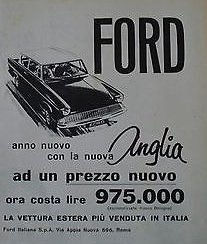 FORD
anno nuovo
con la nuova Anglia
ad un prezzo nuovo
ora costa lire 975.000
LA VETTURA ESTERA PIÙ VENDUTA IN ITALIA
Ford Italiana S.p.A. Via Appia Nuova 696, Roma